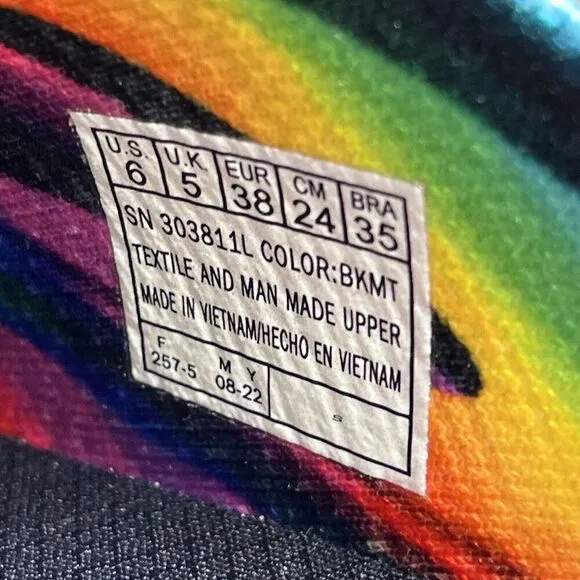 U.S. U.K. EUR CM BRA
6 5 38 24 35
SN 303811L COLOR:BKMT
TEXTILE AND MAN MADE UPPER
MADE IN VIETNAM/HECHO EN VIETNAM
F M Y
257-5 08-22 S